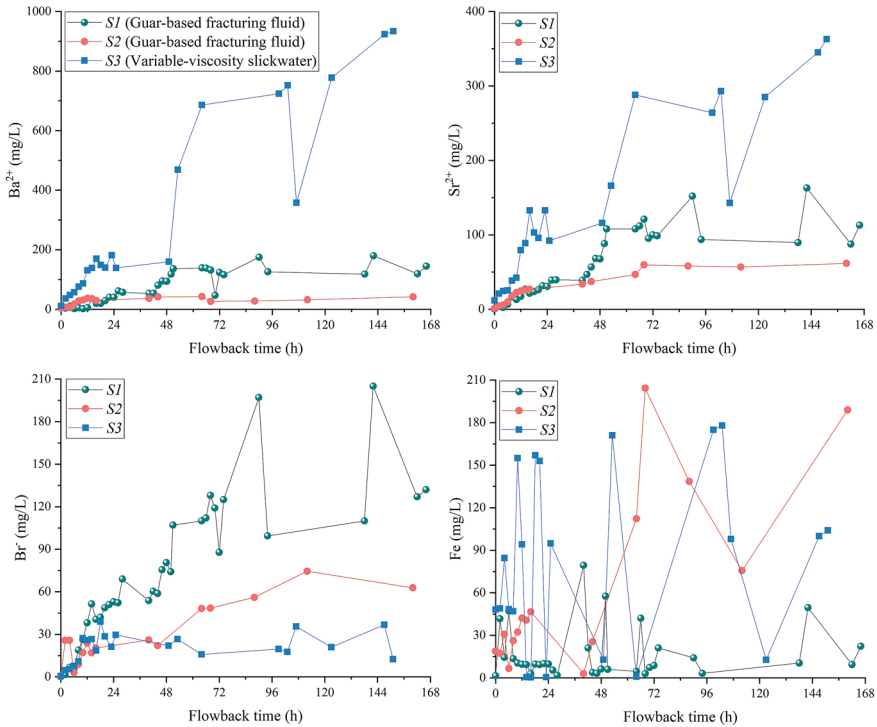 1000
800
600
400
200
0
Ba2+ (mg/L)
S1 (Guar-based fracturing fluid)
S2 (Guar-based fracturing fluid)
S3 (Variable-viscosity slickwater)
0 24 48 72 96 120 144 168
Flowback time (h)
400
300
200
100
0
Sr2+ (mg/L)
S1
S2
S3
0 24 48 72 96 120 144 168
Flowback time (h)
210
180
150
120
90
60
30
0
Br- (mg/L)
S1
S2
S3
0 24 48 72 96 120 144 168
Flowback time (h)
210
180
150
120
90
60
30
0
Fe (mg/L)
S1
S2
S3
0 24 48 72 96 120 144 168
Flowback time (h)